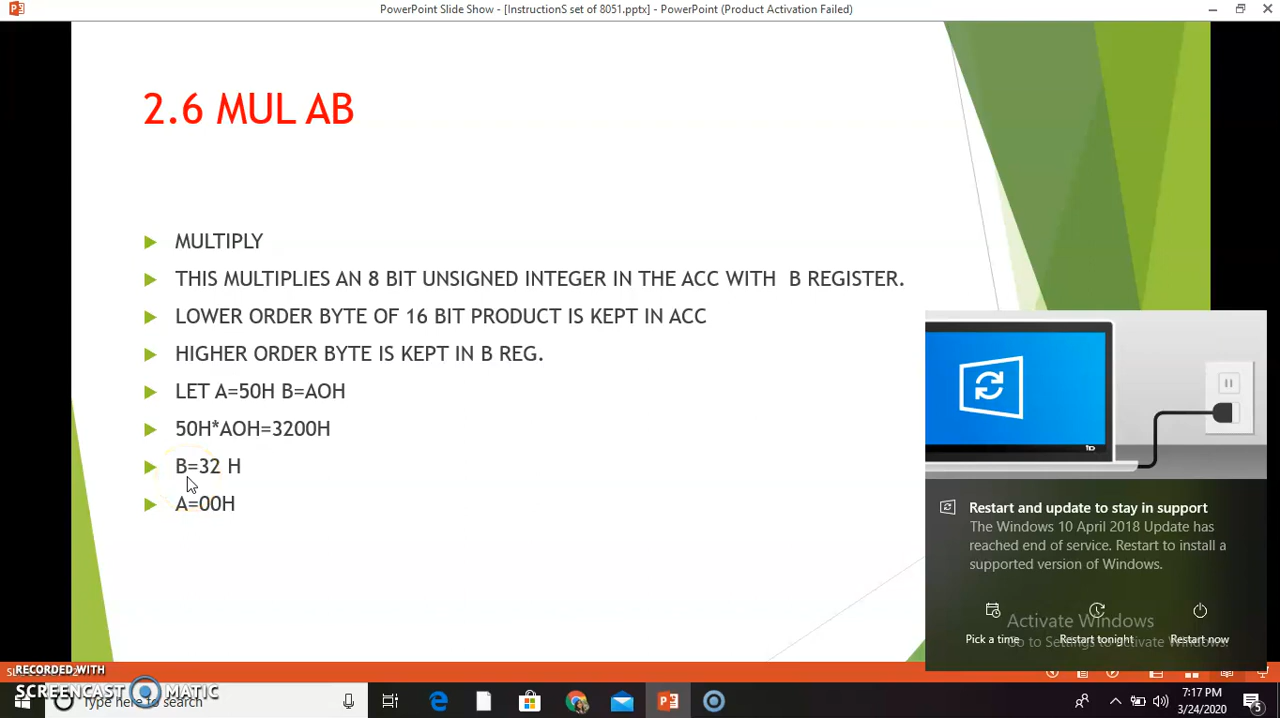 PowerPoint Slide Show - [InstructionS set of 8051.pptx] - PowerPoint (Product Activation Failed)
2.6 MUL AB
MULTIPLY
THIS MULTIPLIES AN 8 BIT UNSIGNED INTEGER IN THE ACC WITH B REGISTER.
LOWER ORDER BYTE OF 16 BIT PRODUCT IS KEPT IN ACC
HIGHER ORDER BYTE IS KEPT IN B REG.
LET A=50H B=AOH
50H*AOH=3200H
B=32 H
A=00H
Restart and update to stay in support
The Windows 10 April 2018 Update has
reached end of service. Restart to install a
supported version of Windows.
Activate Windows
Go to Settings to activate Windows.
Pick a time
Restart tonight
Restart now
RECORDED WITH
SCREENCAST MATIC
Type here to search
7:17 PM
3/24/2020
5